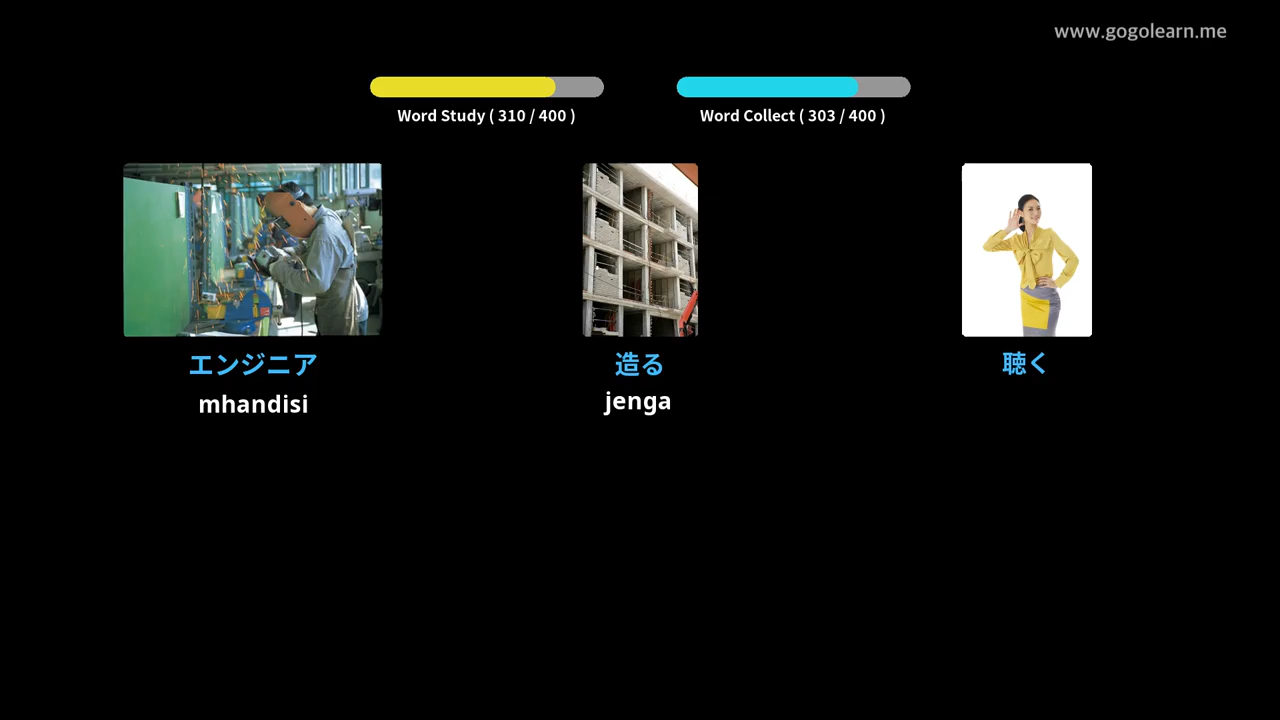 www.gogolearn.me
Word Study ( 310 / 400 )
Word Collect ( 303 / 400 )
エンジニア
造る
聴く
mhandisi
jenga